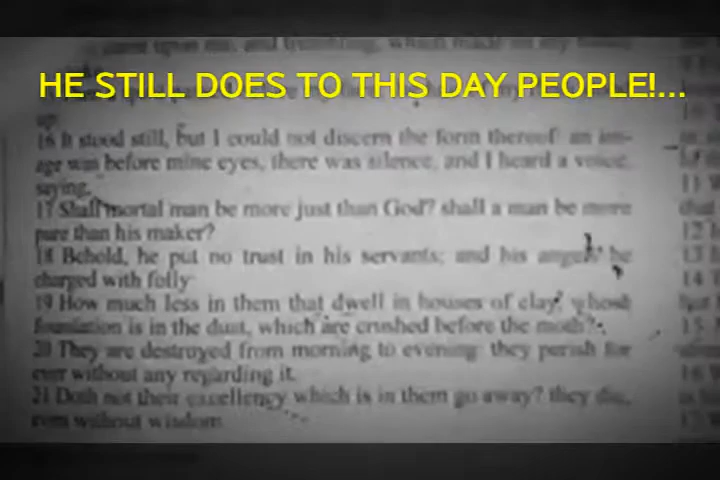 HE STILL DOES TO THIS DAY PEOPLE!...
16 It stood still, but I could not discern the form thereof: an im-
age was before mine eyes, there was silence, and I heard a voice,
saying,
17 Shall mortal man be more just than God? shall a man be more
pure than his maker?
18 Behold, he put no trust in his servants; and his angels he
charged with folly
19 How much less in them that dwell in houses of clay, whose
foundation is in the dust, which are crushed before the moth?
20 They are destroyed from morning to evening: they perish for
ever without any regarding it.
21 Doth not their excellency which is in them go away? they die,
even without wisdom